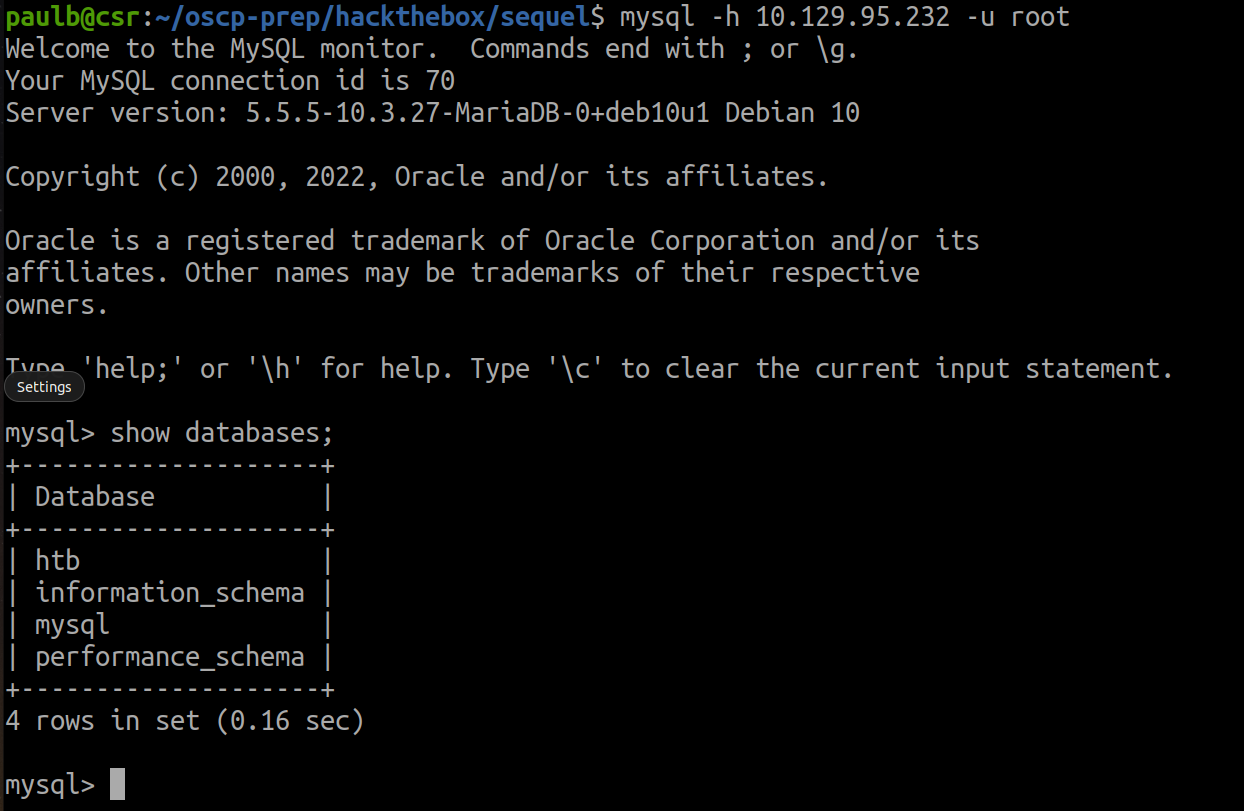 paulb@csr:~/oscp-prep/hackthebox/sequel$ mysql -h 10.129.95.232 -u root
Welcome to the MySQL monitor.  Commands end with ; or \g.
Your MySQL connection id is 70
Server version: 5.5.5-10.3.27-MariaDB-0+deb10u1 Debian 10

Copyright (c) 2000, 2022, Oracle and/or its affiliates.

Oracle is a registered trademark of Oracle Corporation and/or its
affiliates. Other names may be trademarks of their respective
owners.

Type 'help;' or '\h' for help. Type '\c' to clear the current input statement.
Settings

mysql> show databases;
+--------------------+
| Database           |
+--------------------+
| htb                |
| information_schema |
| mysql              |
| performance_schema |
+--------------------+
4 rows in set (0.16 sec)

mysql>